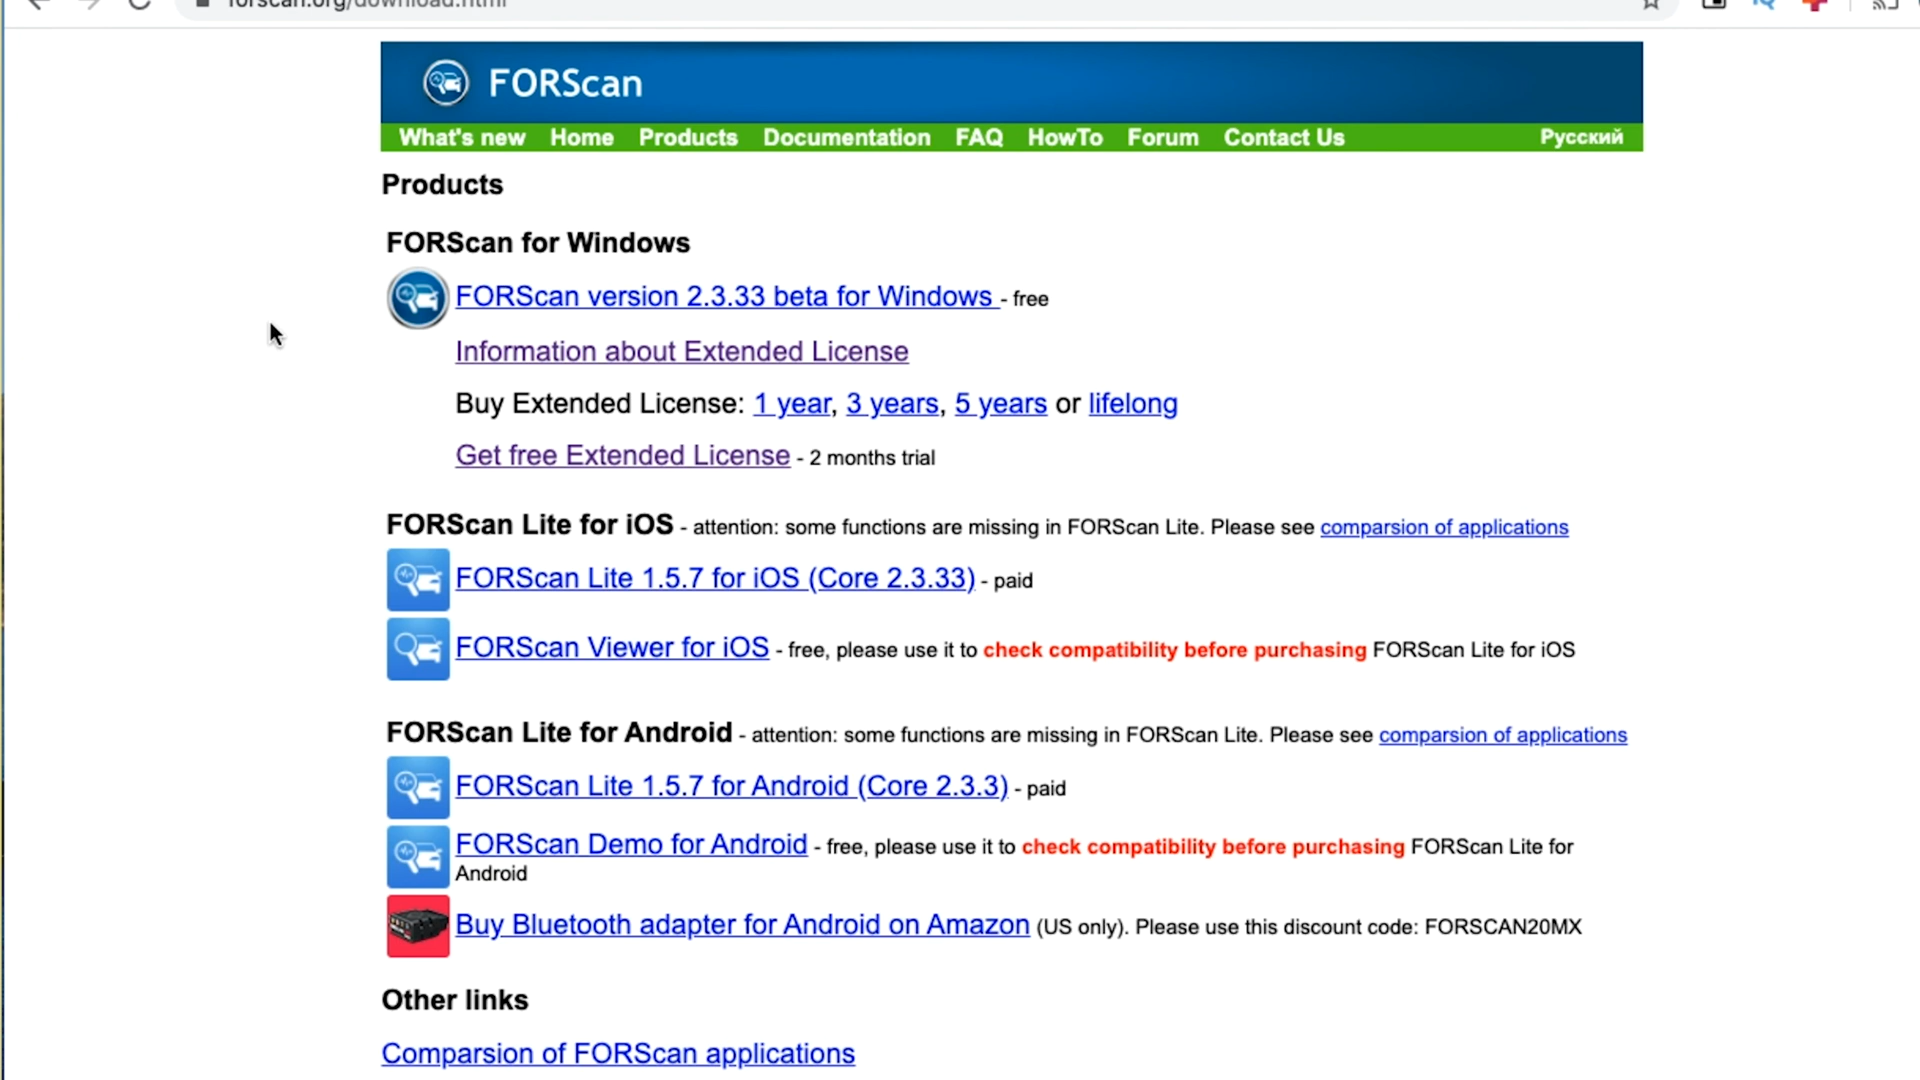 forscan.org/download.html
FORScan
What's new Home Products Documentation FAQ HowTo Forum Contact Us Русский
Products
FORScan for Windows
FORScan version 2.3.33 beta for Windows - free
Information about Extended License
Buy Extended License: 1 year, 3 years, 5 years or lifelong
Get free Extended License - 2 months trial
FORScan Lite for iOS - attention: some functions are missing in FORScan Lite. Please see comparsion of applications
FORScan Lite 1.5.7 for iOS (Core 2.3.33) - paid
FORScan Viewer for iOS - free, please use it to check compatibility before purchasing FORScan Lite for iOS
FORScan Lite for Android - attention: some functions are missing in FORScan Lite. Please see comparsion of applications
FORScan Lite 1.5.7 for Android (Core 2.3.3) - paid
FORScan Demo for Android - free, please use it to check compatibility before purchasing FORScan Lite for
Android
Buy Bluetooth adapter for Android on Amazon (US only). Please use this discount code: FORSCAN20MX
Other links
Comparsion of FORScan applications